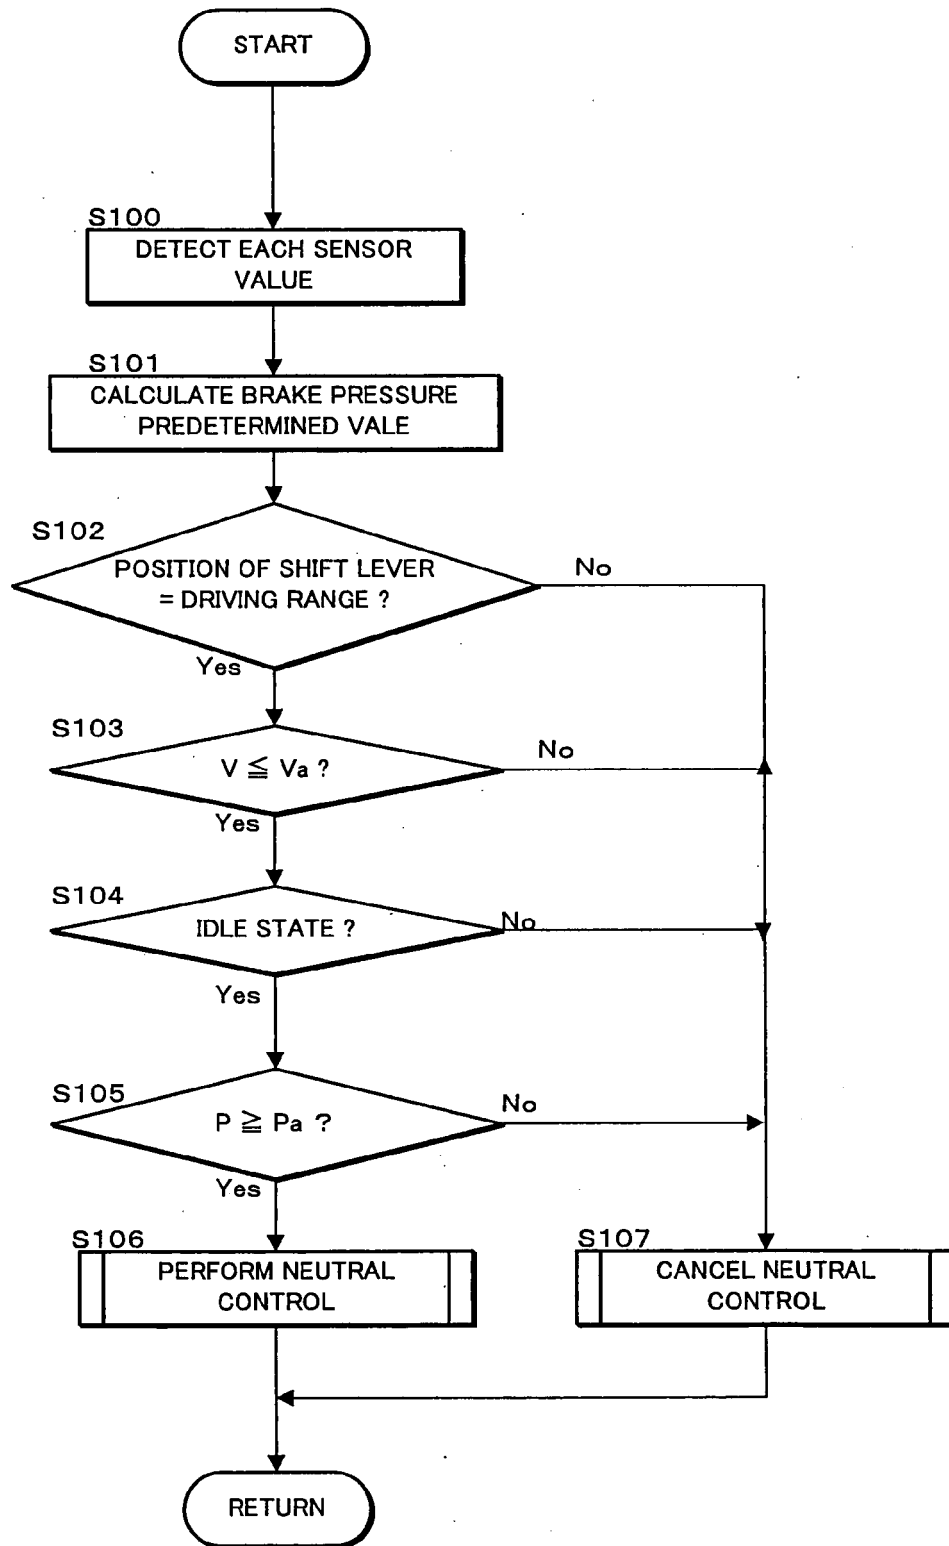 START
S100
DETECT EACH SENSOR
VALUE
S101
CALCULATE BRAKE PRESSURE
PREDETERMINED VALE
S102
POSITION OF SHIFT LEVER
= DRIVING RANGE ?
No
Yes
S103
V ≦ Va ?
No
Yes
S104
IDLE STATE ?
No
Yes
S105
P ≧ Pa ?
No
Yes
S106
PERFORM NEUTRAL
CONTROL
S107
CANCEL NEUTRAL
CONTROL
RETURN